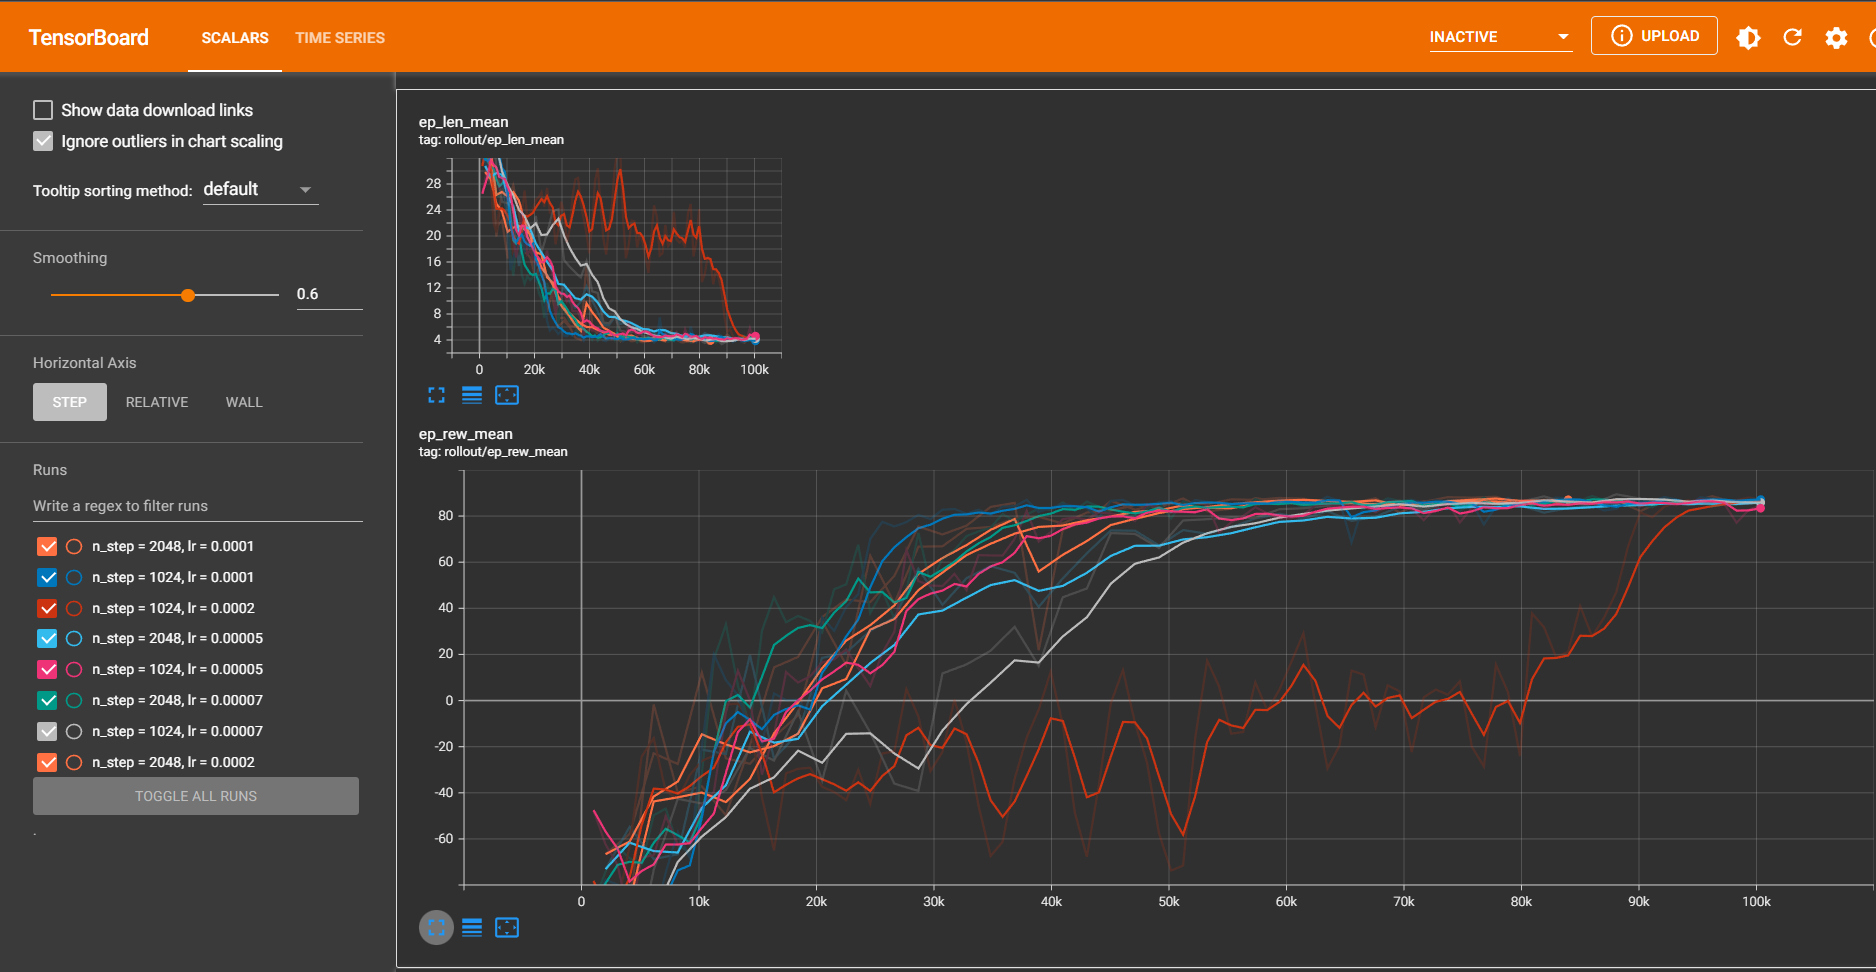 TensorBoard
SCALARS
TIME SERIES
INACTIVE
UPLOAD
Show data download links
Ignore outliers in chart scaling
Tooltip sorting method: default
Smoothing
0.6
Horizontal Axis
STEP
RELATIVE
WALL
Runs
Write a regex to filter runs
n_step = 2048, lr = 0.0001
n_step = 1024, lr = 0.0001
n_step = 1024, lr = 0.0002
n_step = 2048, lr = 0.00005
n_step = 1024, lr = 0.00005
n_step = 2048, lr = 0.00007
n_step = 1024, lr = 0.00007
n_step = 2048, lr = 0.0002
TOGGLE ALL RUNS
.
ep_len_mean
tag: rollout/ep_len_mean
28
24
20
16
12
8
4
0 20k 40k 60k 80k 100k
ep_rew_mean
tag: rollout/ep_rew_mean
80
60
40
20
0
-20
-40
-60
0 10k 20k 30k 40k 50k 60k 70k 80k 90k 100k